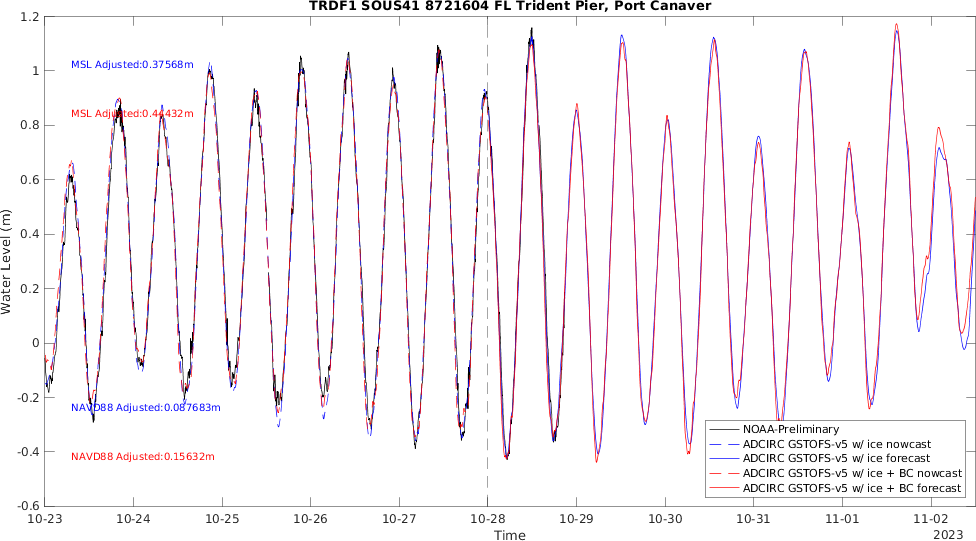 TRDF1 SOUS41 8721604 FL Trident Pier, Port Canaver
1.2
1
0.8
0.6
0.4
0.2
0
-0.2
-0.4
-0.6
Water Level (m)
MSL Adjusted:0.37568m
MSL Adjusted:0.44432m
NAVD88 Adjusted:0.087683m
NAVD88 Adjusted:0.15632m
NOAA-Preliminary
ADCIRC GSTOFS-v5 w/ ice nowcast
ADCIRC GSTOFS-v5 w/ ice forecast
ADCIRC GSTOFS-v5 w/ ice + BC nowcast
ADCIRC GSTOFS-v5 w/ ice + BC forecast
10-23 10-24 10-25 10-26 10-27 10-28 10-29 10-30 10-31 11-01 11-02
Time
2023